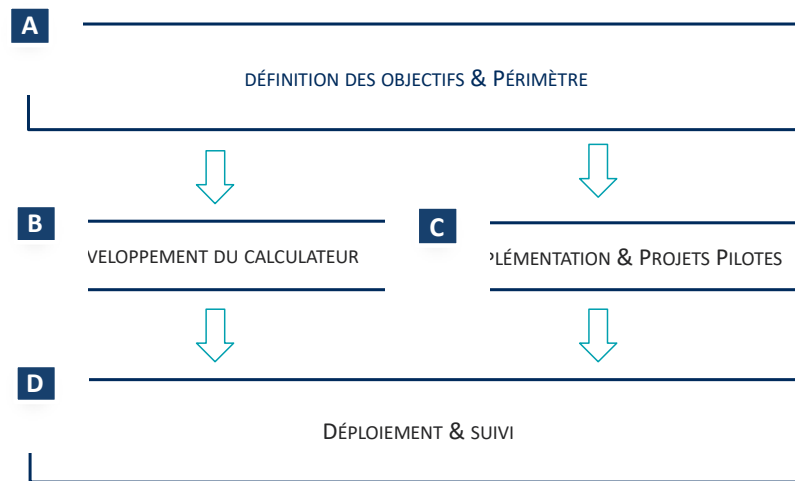 A
DÉFINITION DES OBJECTIFS & PÉRIMÈTRE
B
VELOPPEMENT DU CALCULATEUR
C
PLÉMENTATION & PROJETS PILOTES
D
DÉPLOIEMENT & SUIVI